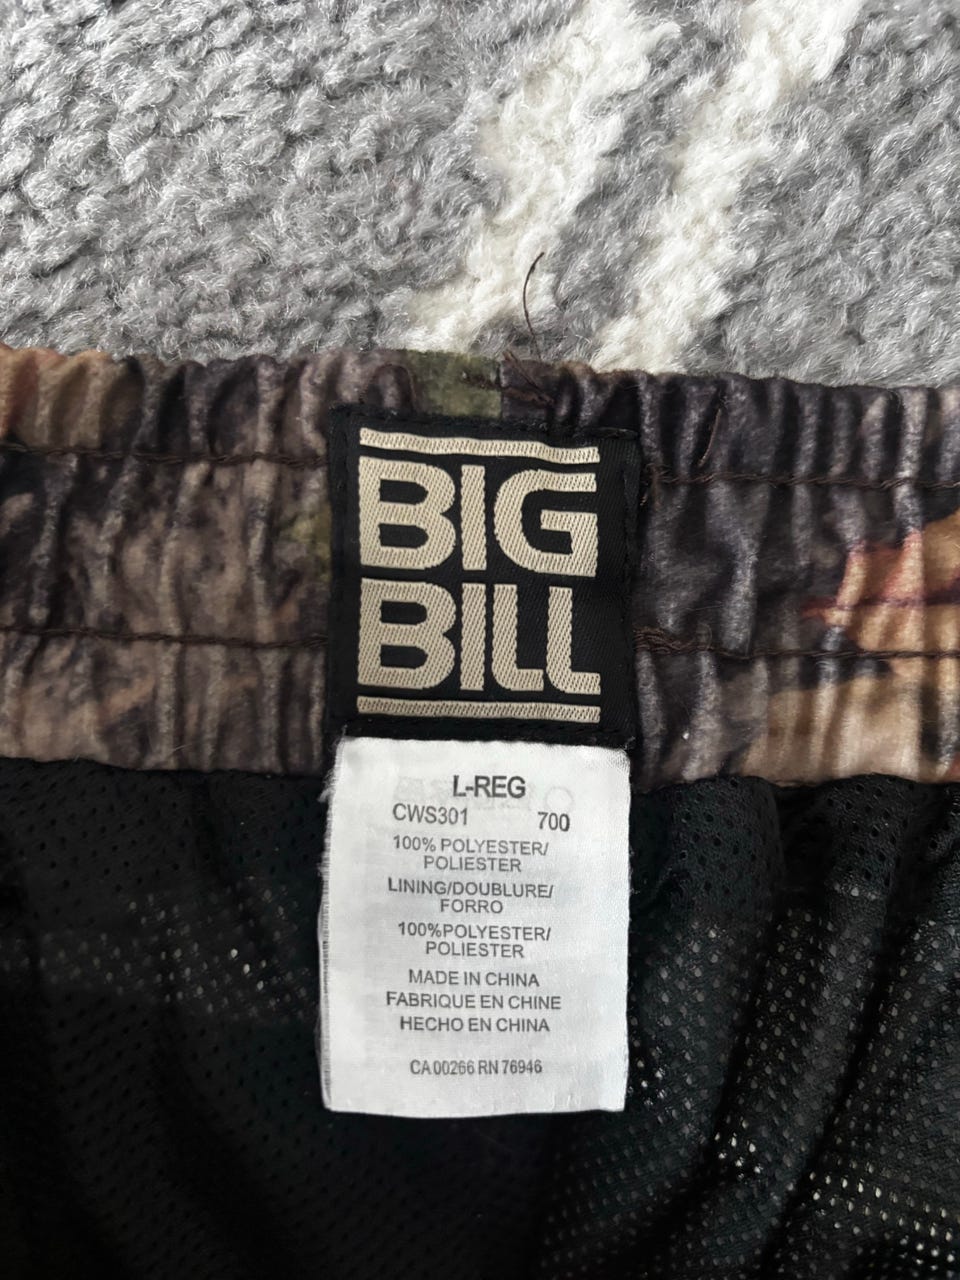 BIG
BILL
L-REG
CWS301 700
100% POLYESTER/
POLIESTER
LINING/DOUBLURE/
FORRO
100%POLYESTER/
POLIESTER
MADE IN CHINA
FABRIQUE EN CHINE
HECHO EN CHINA
CA 00266 RN 76946